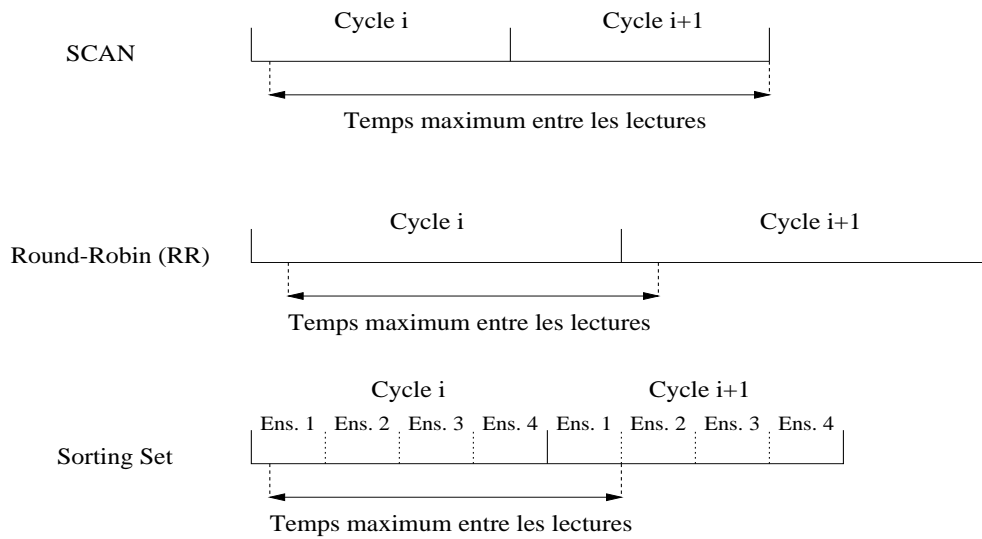 Cycle i Cycle i+1
SCAN
Temps maximum entre les lectures
Cycle i Cycle i+1
Round-Robin (RR)
Temps maximum entre les lectures
Cycle i Cycle i+1
Ens. 1 Ens. 2 Ens. 3 Ens. 4 Ens. 1 Ens. 2 Ens. 3 Ens. 4
Sorting Set
Temps maximum entre les lectures